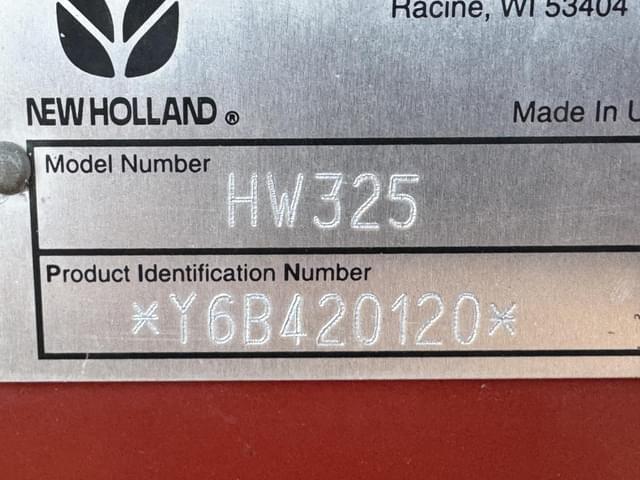 Racine, WI 53404
NEW HOLLAND ®
Made In U
Model Number
HW325
Product Identification Number
*Y6B420120*